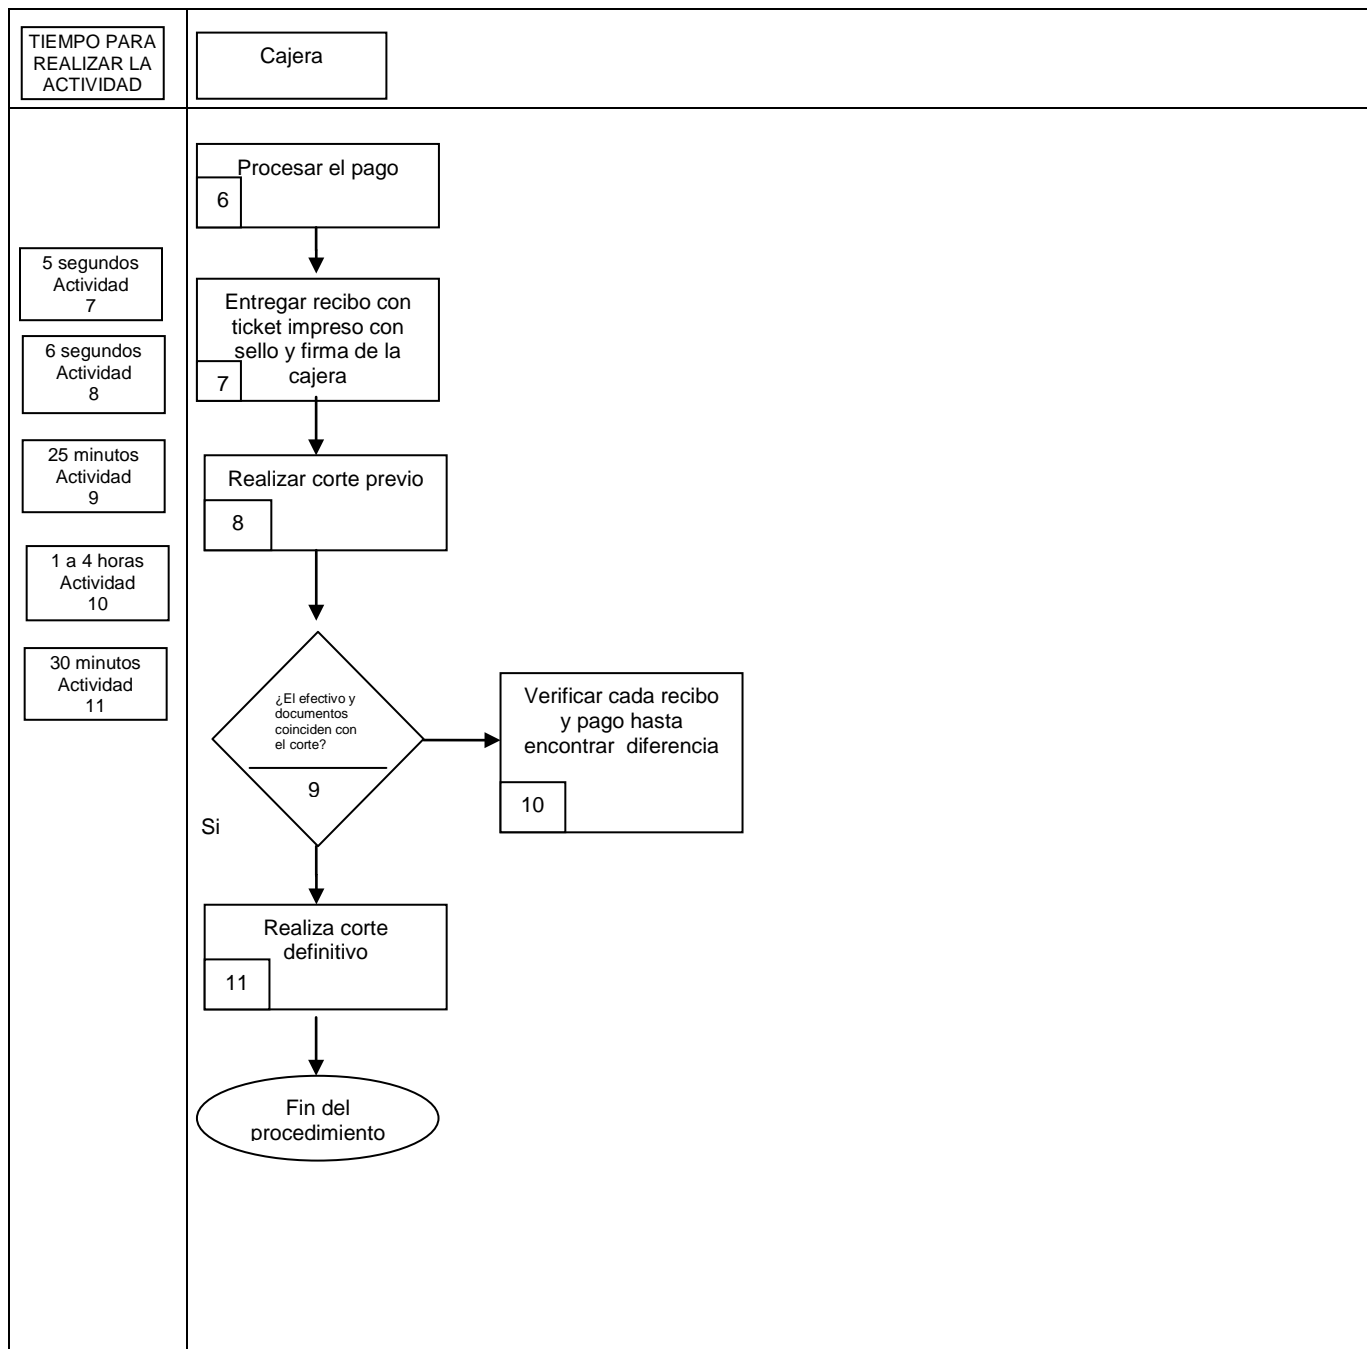 TIEMPO PARA
REALIZAR LA
ACTIVIDAD
Cajera
Procesar el pago
6
5 segundos
Actividad
7
Entregar recibo con
ticket impreso con
sello y firma de la
cajera
7
6 segundos
Actividad
8
25 minutos
Actividad
9
Realizar corte previo
8
1 a 4 horas
Actividad
10
30 minutos
Actividad
11
¿El efectivo y
documentos
coinciden con
el corte?
9
Verificar cada recibo
y pago hasta
encontrar diferencia
10
Si
Realiza corte
definitivo
11
Fin del
procedimiento